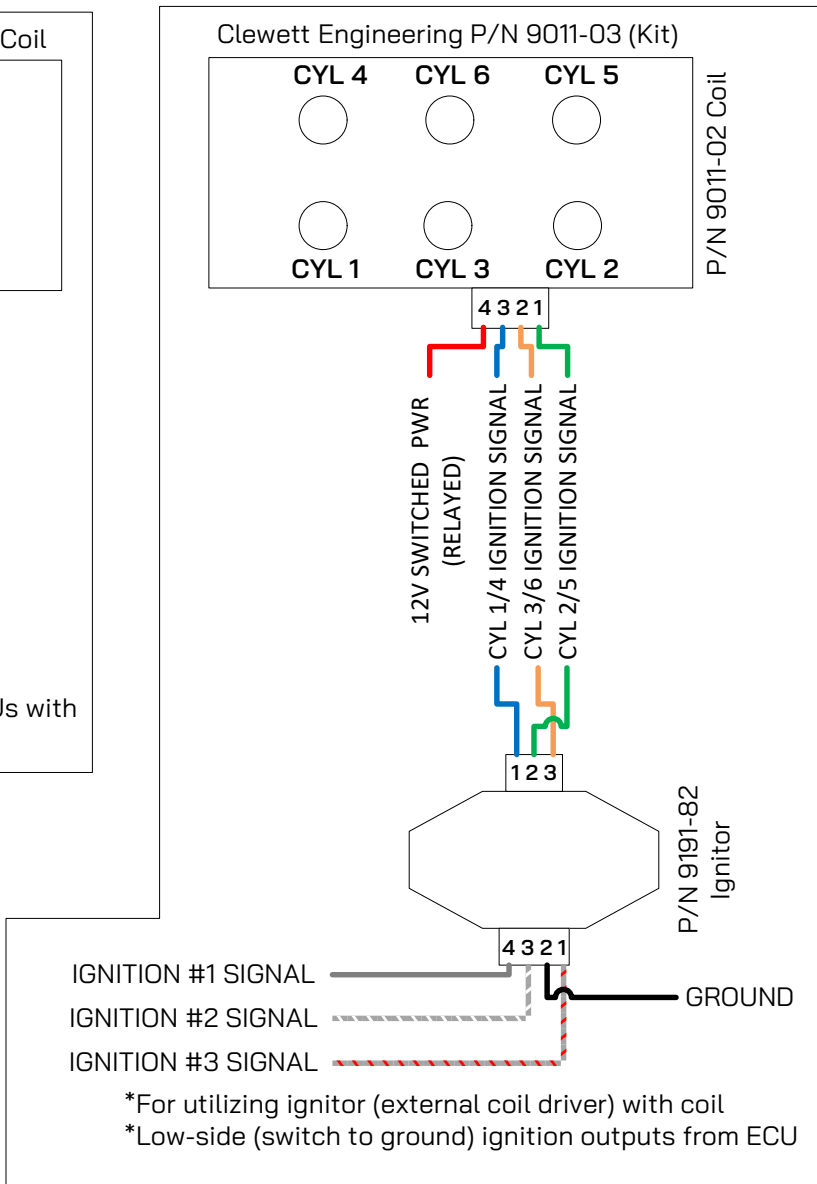 Coil
Clewett Engineering P/N 9011-03 (Kit)
CYL 4 CYL 6 CYL 5
P/N 9011-02 Coil
CYL 1 CYL 3 CYL 2
4 3 2 1
12V SWITCHED PWR
(RELAYED)
CYL 1/4 IGNITION SIGNAL
CYL 3/6 IGNITION SIGNAL
CYL 2/5 IGNITION SIGNAL
Us with
1 2 3
P/N 9191-82
Ignitor
4 3 2 1
IGNITION #1 SIGNAL
GROUND
IGNITION #2 SIGNAL
IGNITION #3 SIGNAL
*For utilizing ignitor (external coil driver) with coil
*Low-side (switch to ground) ignition outputs from ECU